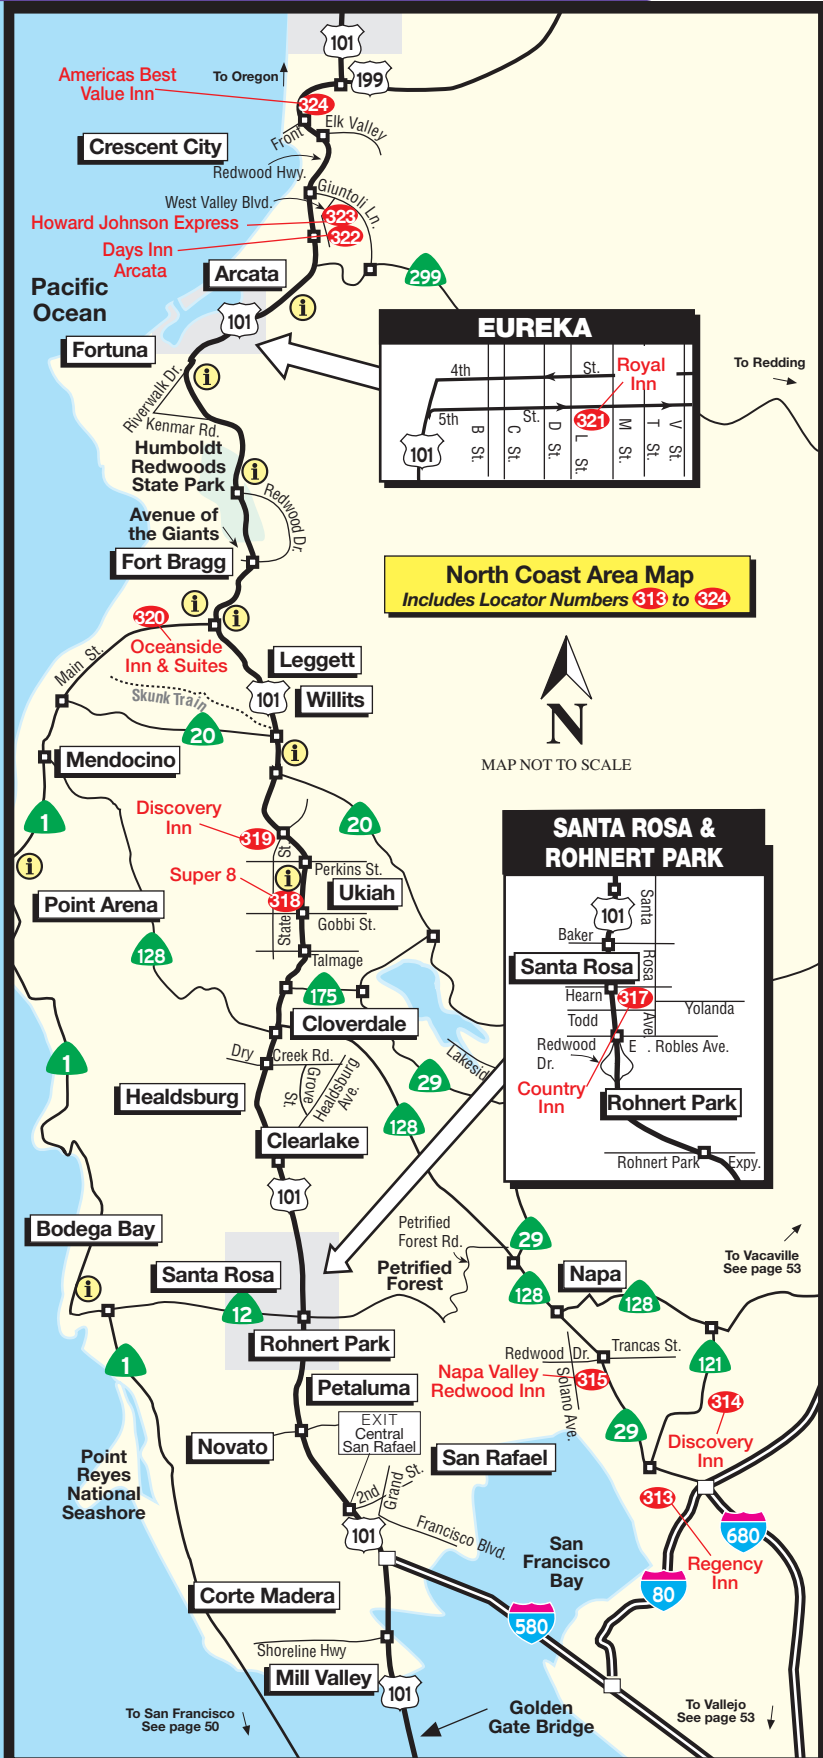 101
199
To Oregon
Americas Best
Value Inn
324
Front
Elk Valley
Crescent City
Redwood Hwy.
Giuntoli Ln.
West Valley Blvd.
323
Howard Johnson Express
322
Days Inn
Arcata
Arcata
299
Pacific
Ocean
i
101
Fortuna
EUREKA
4th
St.
Royal
Inn
5th
St.
321
101
B St.
C St.
D St.
L St.
M St.
T St.
V St.
To Redding
i
Riverwalk Dr.
Kenmar Rd.
Humboldt
Redwoods
State Park
i
Redwood Dr.
Avenue of
the Giants
Fort Bragg
North Coast Area Map
Includes Locator Numbers 313 to 324
i
i
320
Oceanside
Inn & Suites
Main St.
Leggett
101
Willits
Skunk Train
20
N
MAP NOT TO SCALE
i
Mendocino
1
Discovery
Inn
319
20
St.
i
Perkins St.
Super 8
i
318
Ukiah
State
Gobbi St.
Point Arena
128
Talmage
175
Cloverdale
SANTA ROSA &
ROHNERT PARK
101
Santa
Rosa
Ave.
Baker
Santa Rosa
Hearn
317
Yolanda
Todd
Redwood
Dr.
E . Robles Ave.
Country
Inn
Rohnert Park
Rohnert Park
Expy.
1
Dry
Creek Rd.
Grove
St.
Healdsburg
Ave.
Lakesid
29
Healdsburg
128
Clearlake
101
Bodega Bay
Petrified
Forest Rd.
29
To Vacaville
See page 53
Petrified
Forest
Santa Rosa
Napa
i
12
128
128
Rohnert Park
Redwood Dr.
Trancas St.
1
121
Napa Valley
Redwood Inn
315
Solano Ave.
Petaluma
314
EXIT
Central
San Rafael
29
Discovery
Inn
Novato
San Rafael
Point
Reyes
National
Seashore
2nd
Grand
St.
313
101
Francisco Blvd.
680
San
Francisco
Bay
Regency
Inn
80
Corte Madera
580
Shoreline Hwy
Mill Valley
101
To San Francisco
See page 50
Golden
Gate Bridge
To Vallejo
See page 53